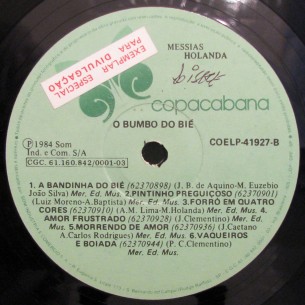 MESSIAS
HOLANDA
EXEMPLAR ESPECIAL
PARA DIVULGAÇÃO
copacabana
O BUMBO DO BIÉ
Ⓟ 1984 Som
Ind. e Com. S/A
CGC. 61.160.842/0001-03
COELP-41927-B
1. A BANDINHA DO BIÉ (62370898) (J. B. de Aquino-M. Euzebio
João Silva) Mer. Ed. Mus. 2. PINTINHO PREGUIÇOSO (62370901)
(Luiz Moreno-A. Baptista) Mer. Ed. Mus. 3. FORRÓ EM QUATRO
CORES (62370910) (A. M. Lima-M. Holanda) Mer. Ed. Mus. 4.
AMOR FRUSTRADO (62370928) (J. M. Clementino) Mer. Ed.
Mus. 5. MORRENDO DE AMOR (62370936) (J. Caetano
A. Carlos Rodrigues) Mer. Ed. Mus. 6. VAQUEIROS
E BOIADA (62370944) (P. C. Clementino)
Mer. Ed. Mus.